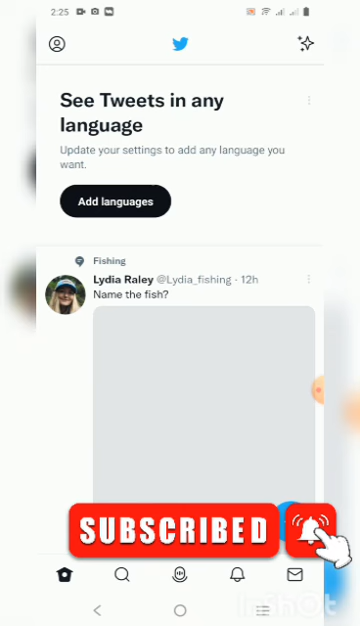 2:25
See Tweets in any
language
Update your settings to add any language you
want.
Add languages
Fishing
Lydia Raley @Lydia_fishing · 12h
Name the fish?
SUBSCRIBED
InShOt